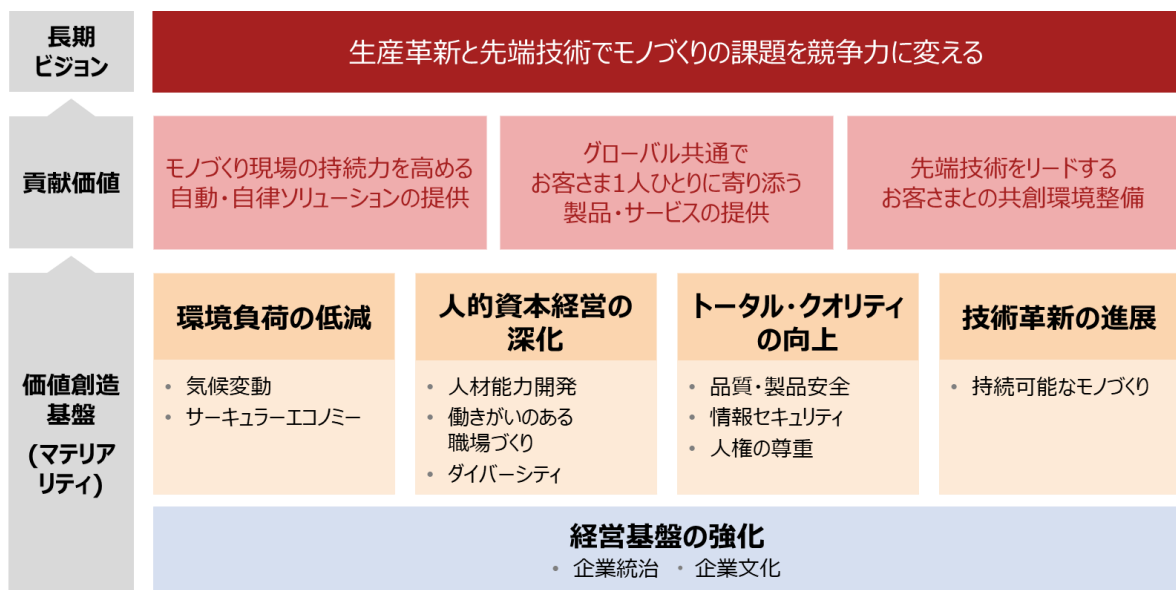 長期
ビジョン
生産革新と先端技術でモノづくりの課題を競争力に変える
貢献価値
モノづくり現場の持続力を高める
自動・自律ソリューションの提供
グローバル共通で
お客さま1人ひとりに寄り添う
製品・サービスの提供
先端技術をリードする
お客さまとの共創環境整備
価値創造
基盤
(マテリア
リティ)
環境負荷の低減
• 気候変動
• サーキュラーエコノミー
人的資本経営の
深化
• 人材能力開発
• 働きがいのある
職場づくり
• ダイバーシティ
トータル・クオリティ
の向上
• 品質・製品安全
• 情報セキュリティ
• 人権の尊重
技術革新の進展
• 持続可能なモノづくり
経営基盤の強化
• 企業統治 • 企業文化